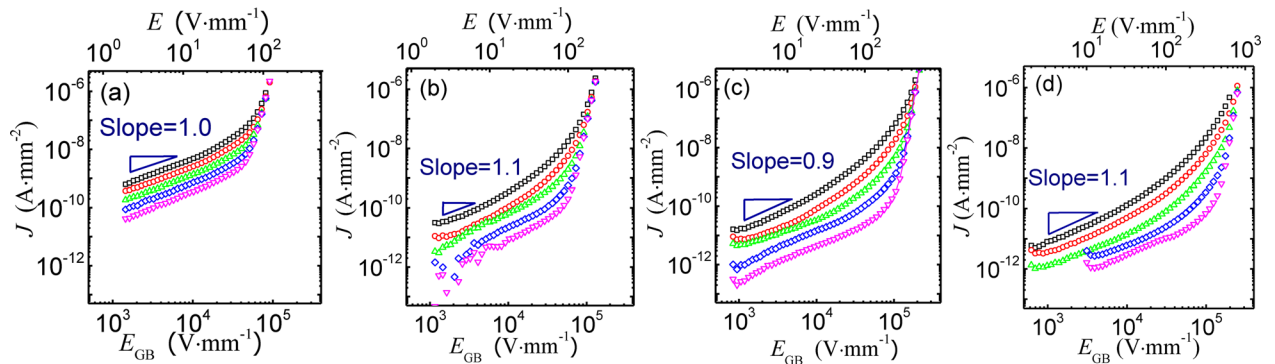 E (V·mm⁻¹)
10⁰ 10¹ 10²
(a)
Slope=1.0
J (A·mm⁻²)
10⁻⁶
10⁻⁸
10⁻¹⁰
10⁻¹²
10³ 10⁴ 10⁵
E_GB (V·mm⁻¹)
E (V·mm⁻¹)
10¹ 10²
(b)
Slope=1.1
J (A·mm⁻²)
10⁻⁶
10⁻⁸
10⁻¹⁰
10⁻¹²
10³ 10⁴ 10⁵
E_GB (V·mm⁻¹)
E (V·mm⁻¹)
10¹ 10²
(c)
Slope=0.9
J (A·mm⁻²)
10⁻⁶
10⁻⁸
10⁻¹⁰
10⁻¹²
10³ 10⁴ 10⁵
E_GB (V·mm⁻¹)
E (V·mm⁻¹)
10¹ 10² 10³
(d)
Slope=1.1
J (A·mm⁻²)
10⁻⁶
10⁻⁸
10⁻¹⁰
10⁻¹²
10³ 10⁴ 10⁵
E_GB (V·mm⁻¹)